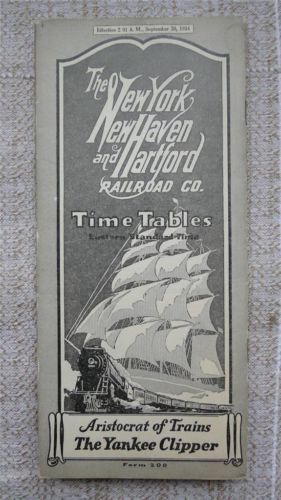 Effective 2 01 A. M., September 30, 1934
The
New York
New Haven
and Hartford
RAILROAD CO.
Time Tables
Eastern Standard Time
Aristocrat of Trains
The Yankee Clipper
Form 200